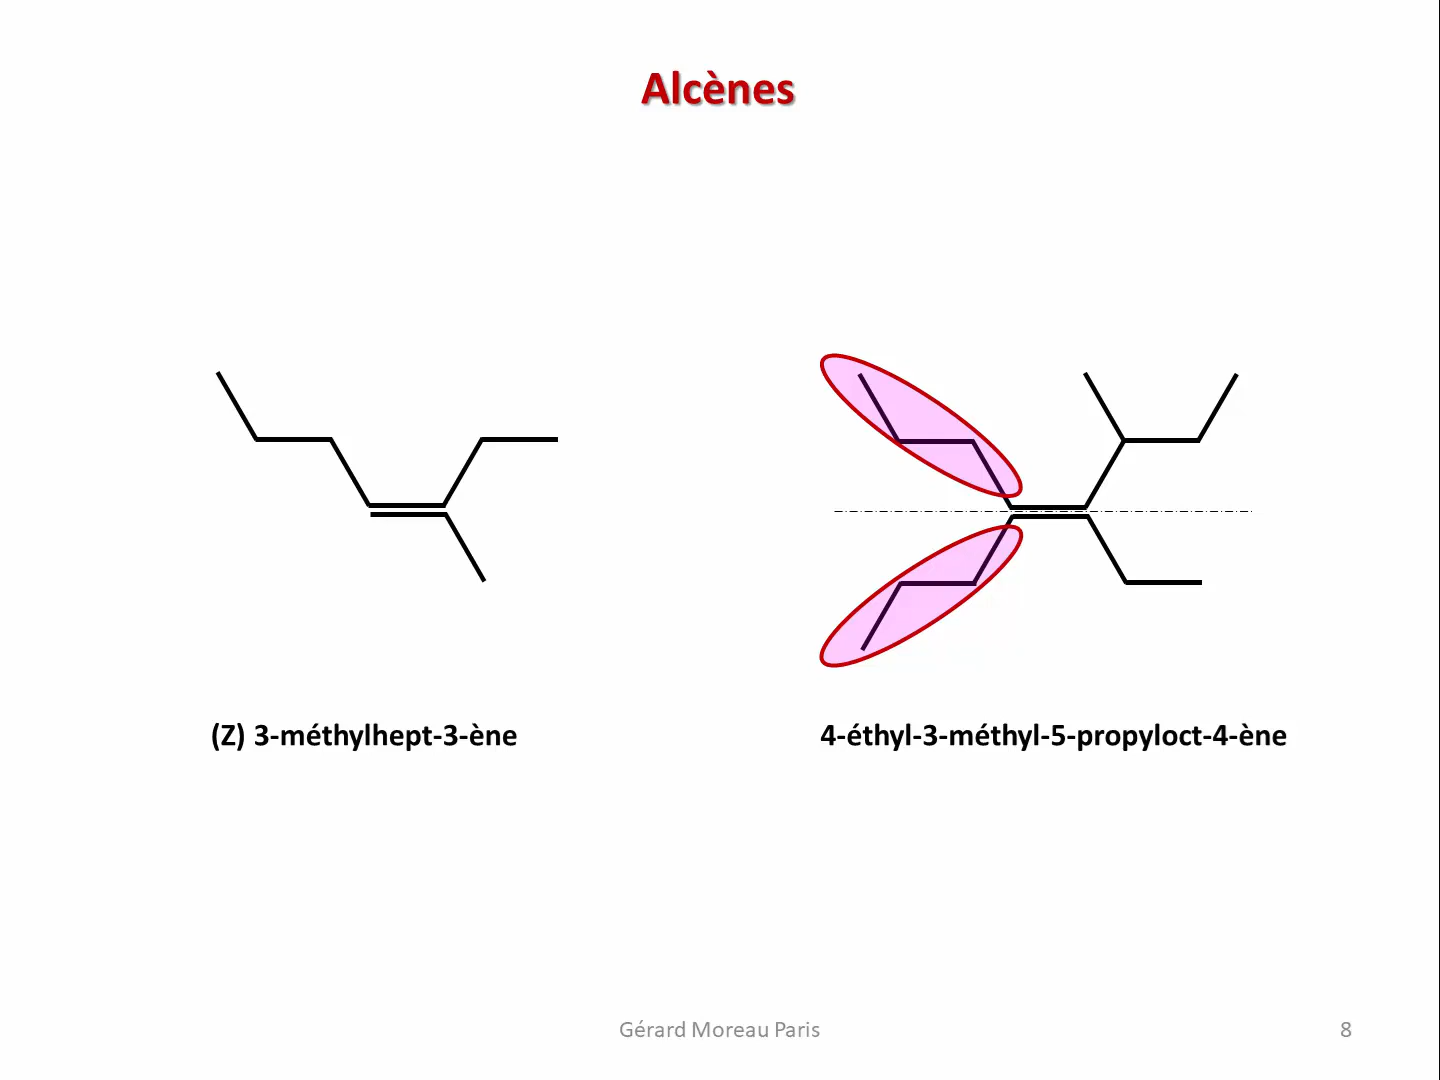 Alcènes
(Z) 3-méthylhept-3-ène
4-éthyl-3-méthyl-5-propyloct-4-ène
Gérard Moreau Paris
8